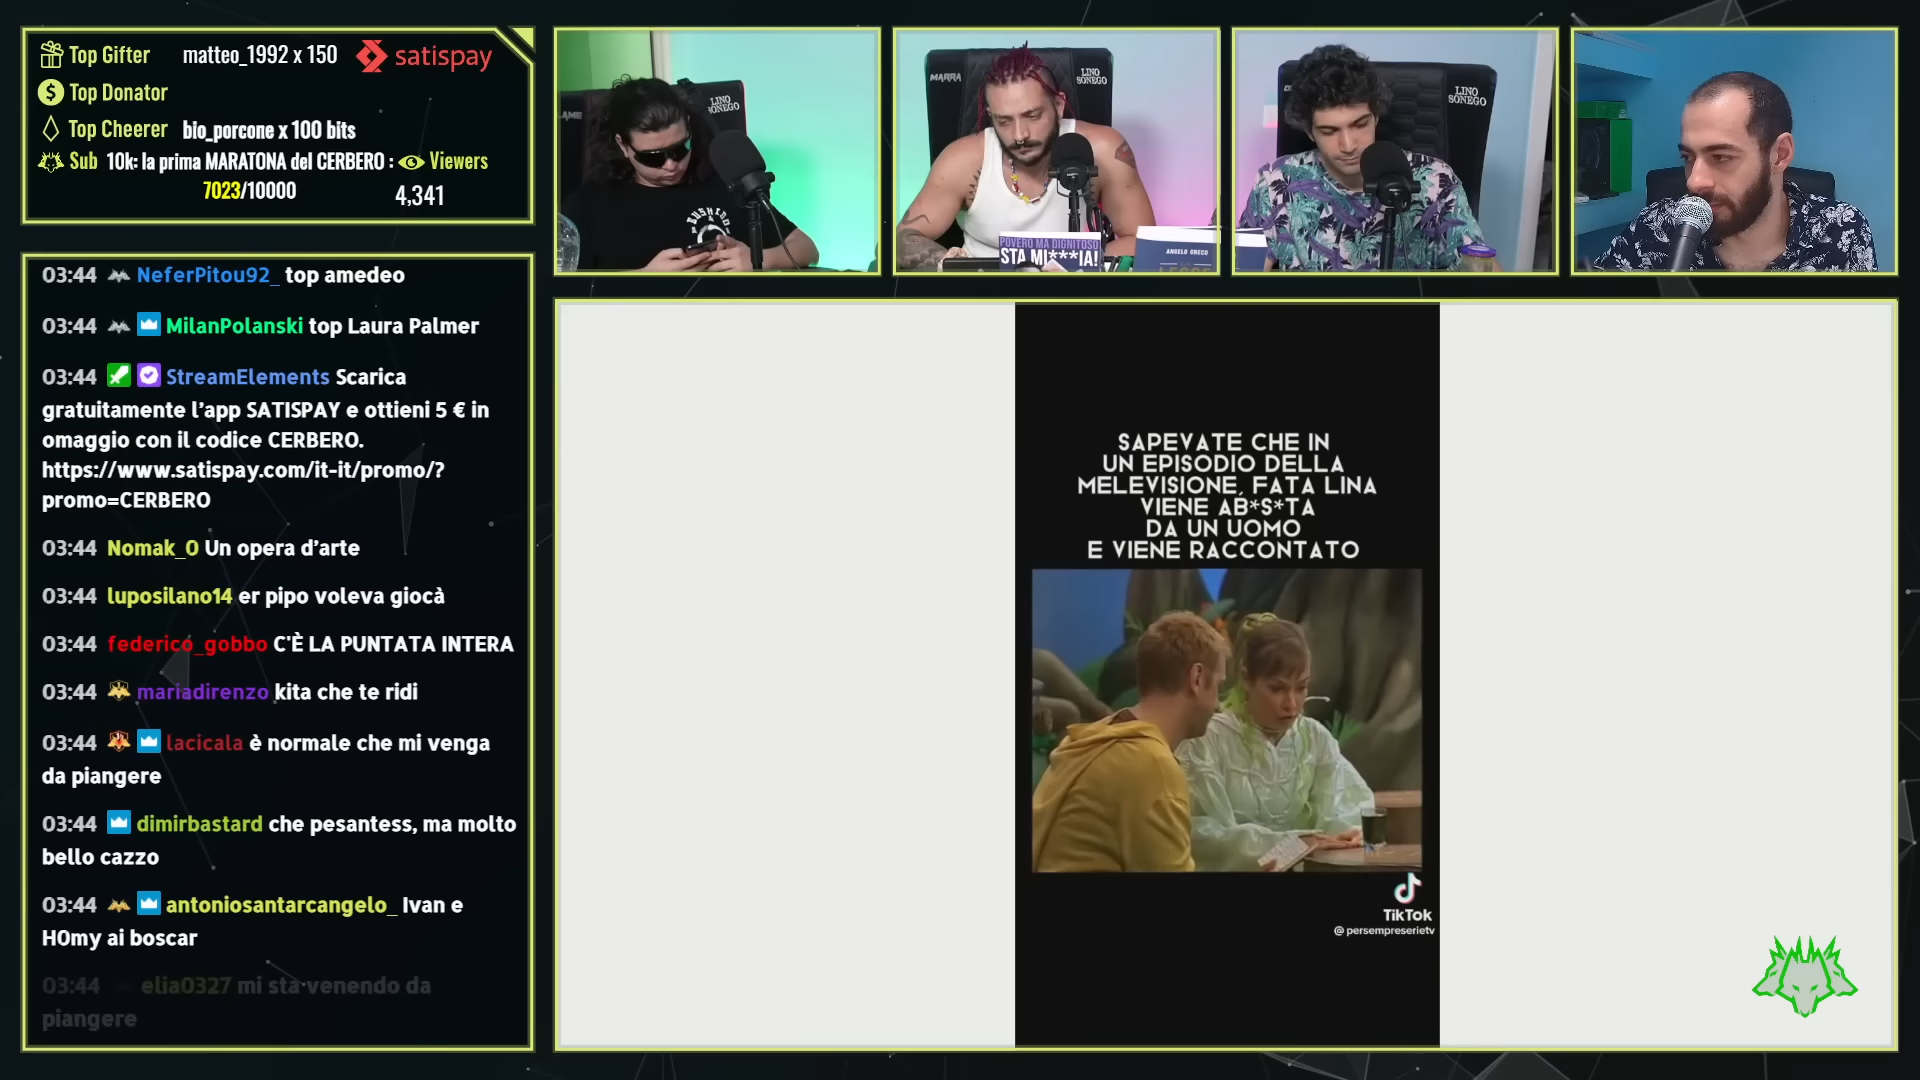 Top Gifter matteo_1992 x 150 satispay
Top Donator
Top Cheerer bio_porcone x 100 bits
Sub 10k: la prima MARATONA del CERBERO : Viewers
7023/10000 4,341
LINO
SONEGO
MARRA
LINO
SONEGO
POVERO MA DIGNITOSO
STA MI***IA!
ANGELO GRECO
LINO
SONEGO
03:44 NeferPitou92_ top amedeo
03:44 MilanPolanski top Laura Palmer
03:44 StreamElements Scarica
gratuitamente l'app SATISPAY e ottieni 5 € in
omaggio con il codice CERBERO.
https://www.satispay.com/it-it/promo/?
promo=CERBERO
03:44 Nomak_0 Un opera d'arte
03:44 luposilano14 er pipo voleva giocà
03:44 federico_gobbo C'È LA PUNTATA INTERA
03:44 mariadirenzo kita che te ridi
03:44 lacicala è normale che mi venga
da piangere
03:44 dimirbastard che pesantess, ma molto
bello cazzo
03:44 antoniosantarcangelo_ Ivan e
H0my ai boscar
03:44 elia0327 mi sta venendo da
piangere
SAPEVATE CHE IN
UN EPISODIO DELLA
MELEVISIONE, FATA LINA
VIENE AB*S*TA
DA UN UOMO
E VIENE RACCONTATO
TikTok
@persempreserietv